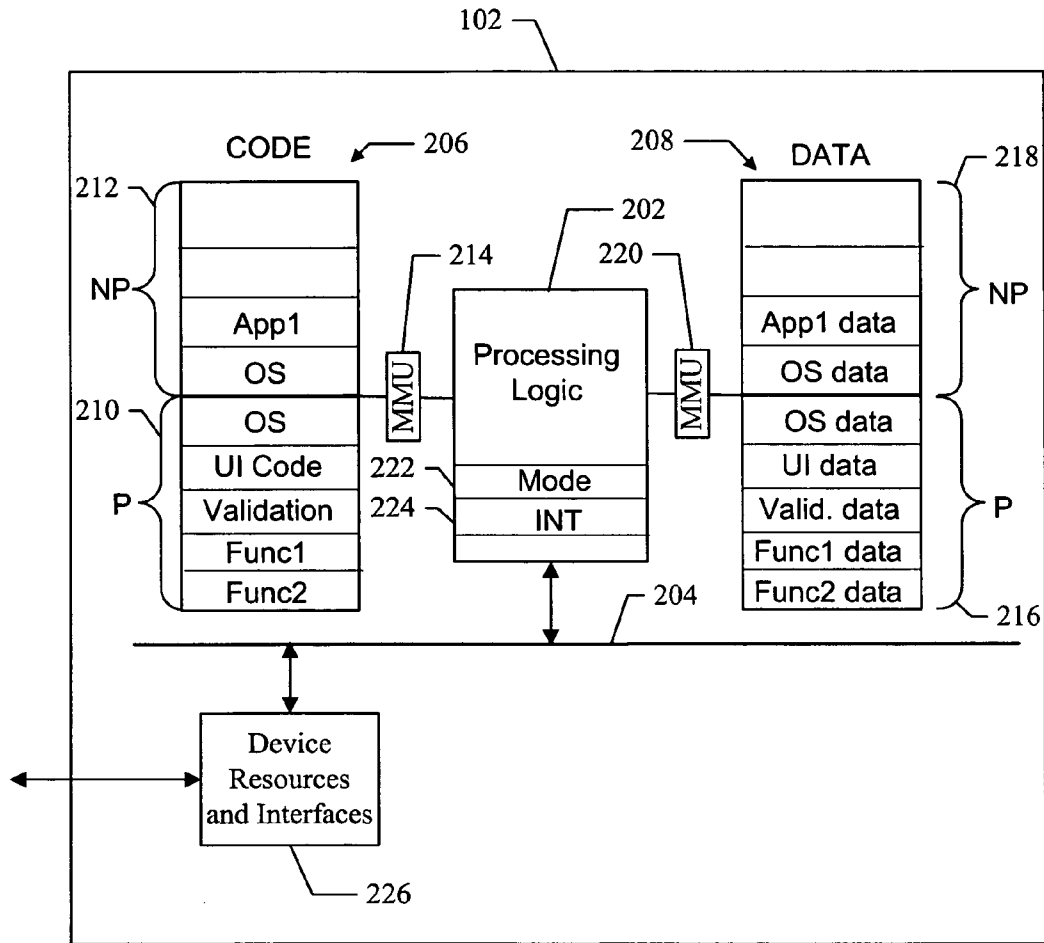 102
CODE
206
208
DATA
218
212
202
214
220
NP
NP
App1
OS
MMU
Processing
Logic
MMU
App1 data
OS data
210
OS
UI Code
Validation
Func1
Func2
P
222
Mode
224
INT
OS data
UI data
Valid. data
Func1 data
Func2 data
P
204
216
Device
Resources
and Interfaces
226